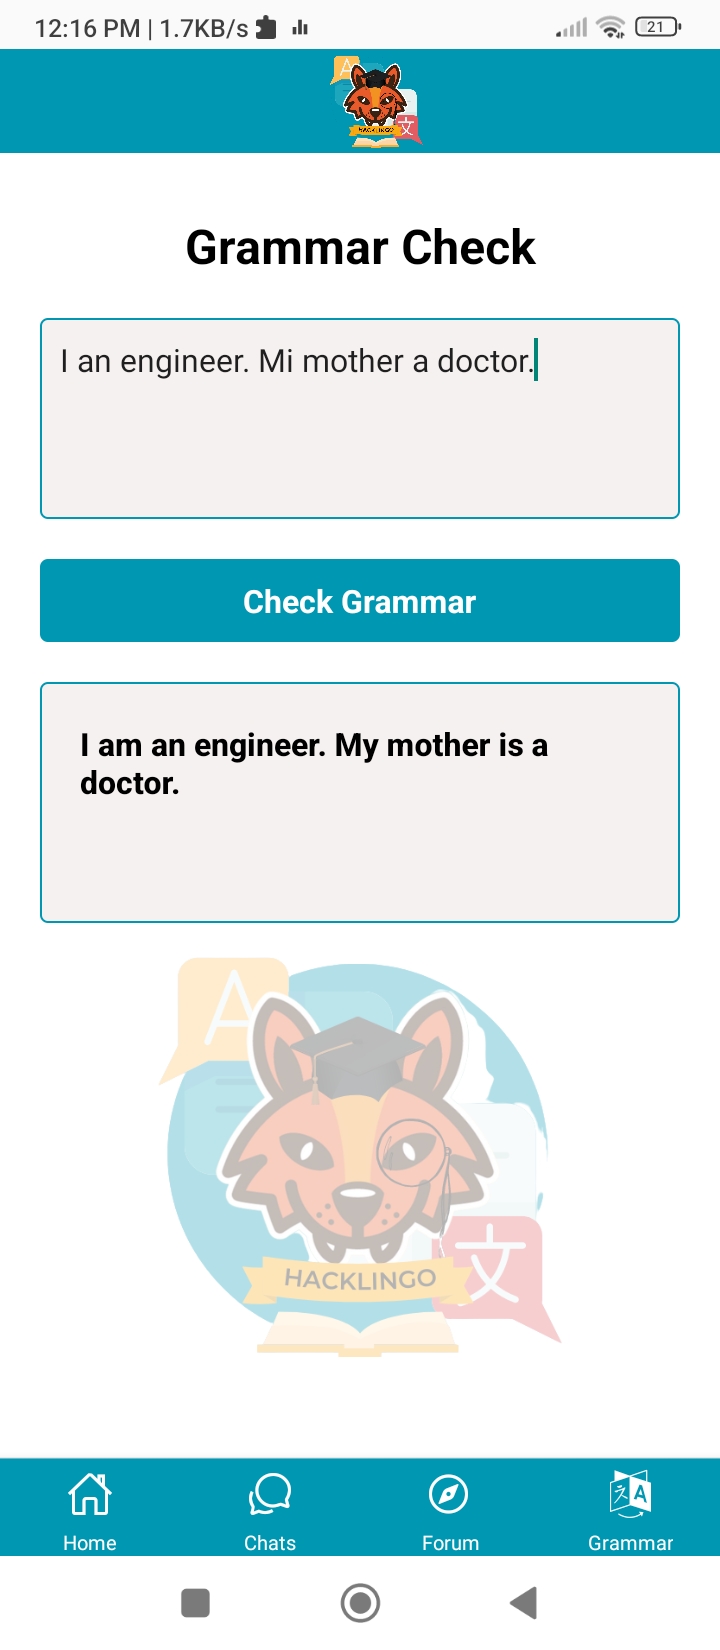 12:16 PM | 1.7KB/s
21
A
HACKLINGO
文
Grammar Check
I an engineer. Mi mother a doctor.
Check Grammar
I am an engineer. My mother is a
doctor.
A
HACKLINGO
文
A
Home
Chats
Forum
Grammar